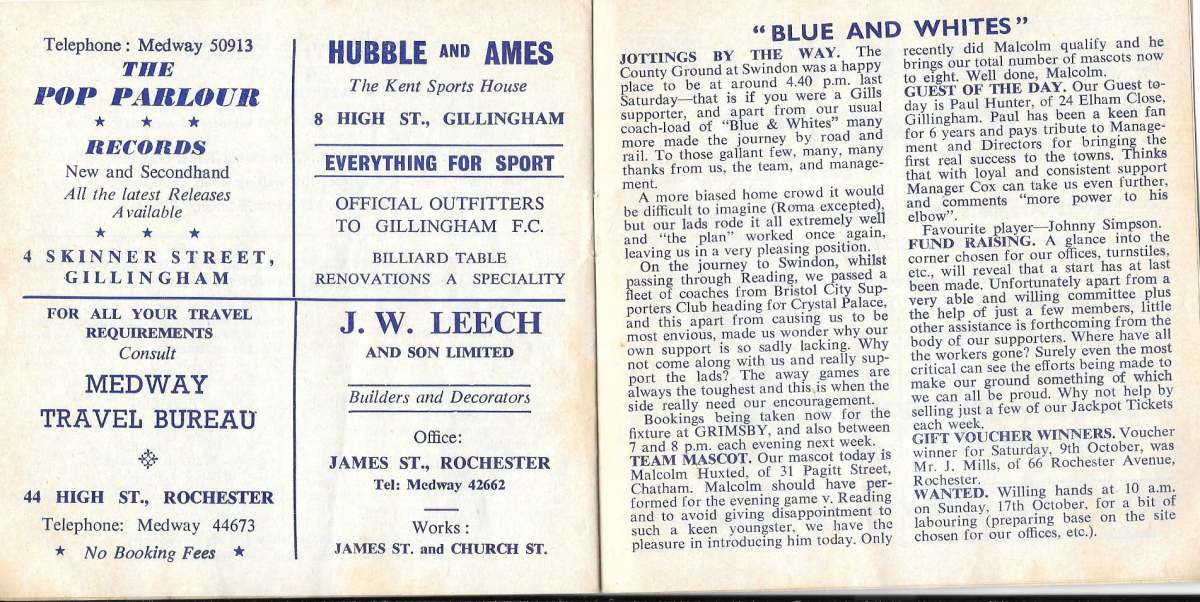 Telephone: Medway 50913
THE
POP PARLOUR
★ ★ ★
RECORDS
New and Secondhand
All the latest Releases
Available
★ ★ ★
4 SKINNER STREET,
GILLINGHAM
HUBBLE AND AMES
The Kent Sports House
8 HIGH ST., GILLINGHAM
EVERYTHING FOR SPORT
OFFICIAL OUTFITTERS
TO GILLINGHAM F.C.
BILLIARD TABLE
RENOVATIONS A SPECIALITY
FOR ALL YOUR TRAVEL
REQUIREMENTS
Consult
MEDWAY
TRAVEL BUREAU
44 HIGH ST., ROCHESTER
Telephone: Medway 44673
★ No Booking Fees ★
J. W. LEECH
AND SON LIMITED
Builders and Decorators
Office:
JAMES ST., ROCHESTER
Tel: Medway 42662
Works:
JAMES ST. and CHURCH ST.
"BLUE AND WHITES"
JOTTINGS BY THE WAY. The
County Ground at Swindon was a happy
place to be at around 4.40 p.m. last
Saturday—that is if you were a Gills
supporter, and apart from our usual
coach-load of "Blue & Whites" many
more made the journey by road and
rail. To those gallant few, many, many
thanks from us, the team, and manage-
ment.
A more biased home crowd it would
be difficult to imagine (Roma excepted),
but our lads rode it all extremely well
and "the plan" worked once again,
leaving us in a very pleasing position.
On the journey to Swindon, whilst
passing through Reading, we passed a
fleet of coaches from Bristol City Sup-
porters Club heading for Crystal Palace,
and this apart from causing us to be
most envious, made us wonder why our
own support is so sadly lacking. Why
not come along with us and really sup-
port the lads? The away games are
always the toughest and this is when the
side really need our encouragement.
Bookings being taken now for the
fixture at GRIMSBY, and also between
7 and 8 p.m. each evening next week.
TEAM MASCOT. Our mascot today is
Malcolm Huxted, of 31 Pagitt Street,
Chatham. Malcolm should have per-
formed for the evening game v. Reading
and to avoid giving disappointment to
such a keen youngster, we have the
pleasure in introducing him today. Only
recently did Malcolm qualify and he
brings our total number of mascots now
to eight. Well done, Malcolm.
GUEST OF THE DAY. Our Guest to-
day is Paul Hunter, of 24 Elham Close,
Gillingham. Paul has been a keen fan
for 6 years and pays tribute to Manage-
ment and Directors for bringing the
first real success to the towns. Thinks
that with loyal and consistent support
Manager Cox can take us even further,
and comments "more power to his
elbow".
Favourite player—Johnny Simpson.
FUND RAISING. A glance into the
corner chosen for our offices, turnstiles,
etc., will reveal that a start has at last
been made. Unfortunately apart from a
very able and willing committee plus
the help of just a few members, little
other assistance is forthcoming from the
body of our supporters. Where have all
the workers gone? Surely even the most
critical can see the efforts being made to
make our ground something of which
we can all be proud. Why not help by
selling just a few of our Jackpot Tickets
each week.
GIFT VOUCHER WINNERS. Voucher
winner for Saturday, 9th October, was
Mr. J. Mills, of 66 Rochester Avenue,
Rochester.
WANTED. Willing hands at 10 a.m.
on Sunday, 17th October, for a bit of
labouring (preparing base on the site
chosen for our offices, etc.).